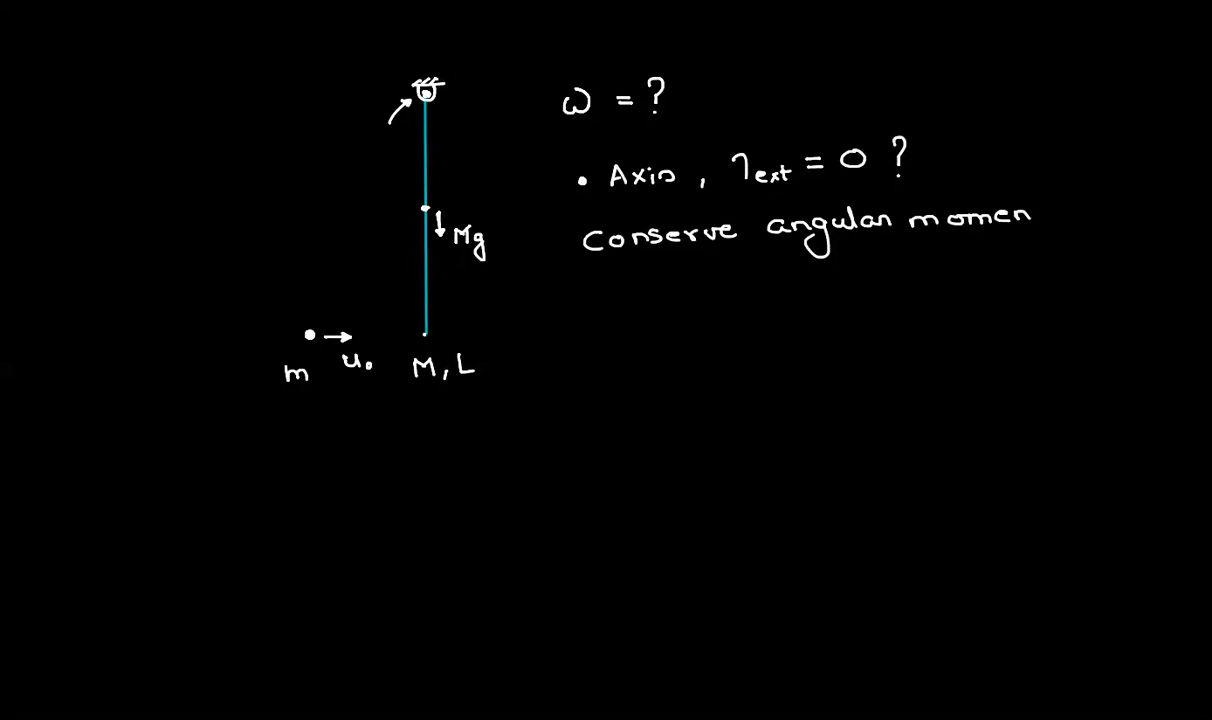 ω = ?
• Axis, τext = 0 ?
Conserve angular momen
Mg
m u₀ M, L